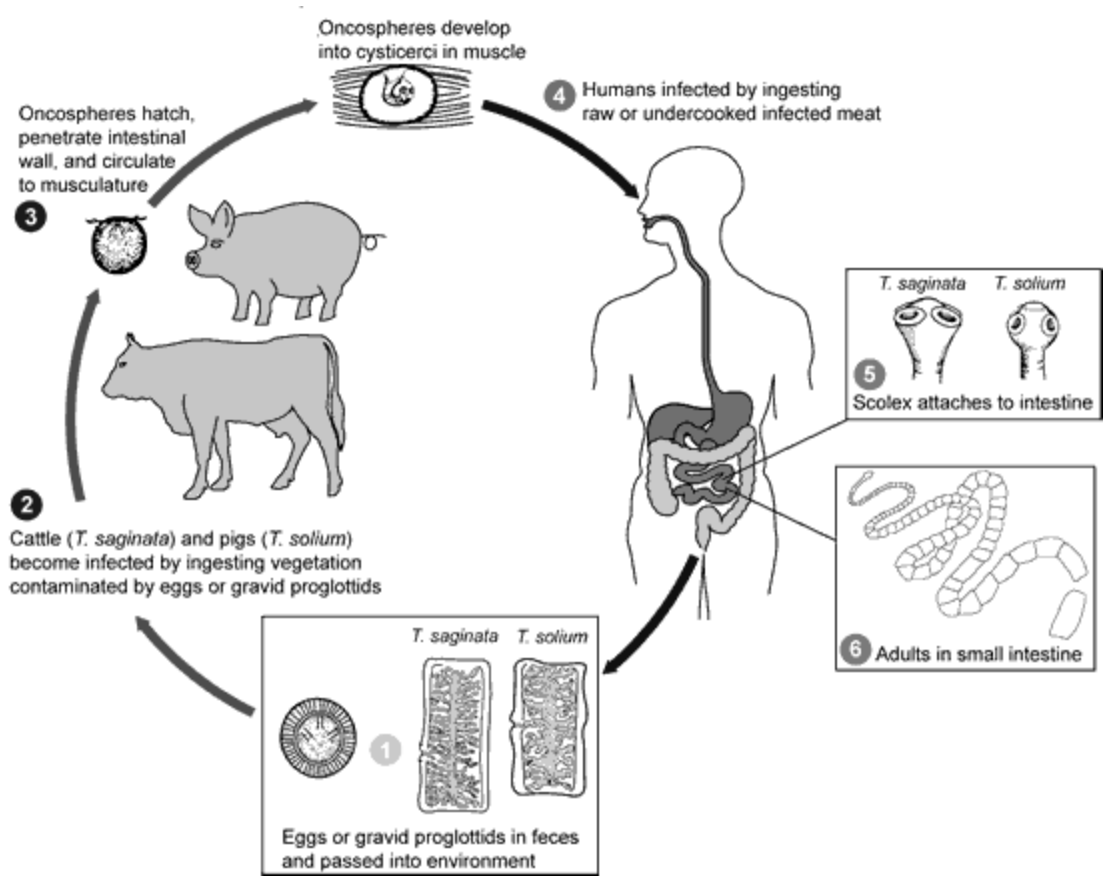 Oncospheres develop
into cysticerci in muscle
4 Humans infected by ingesting
raw or undercooked infected meat
Oncospheres hatch,
penetrate intestinal
wall, and circulate
to musculature
3
T. saginata T. solium
5
Scolex attaches to intestine
2
Cattle (T. saginata) and pigs (T. solium)
become infected by ingesting vegetation
contaminated by eggs or gravid proglottids
6 Adults in small intestine
T. saginata T. solium
1
Eggs or gravid proglottids in feces
and passed into environment